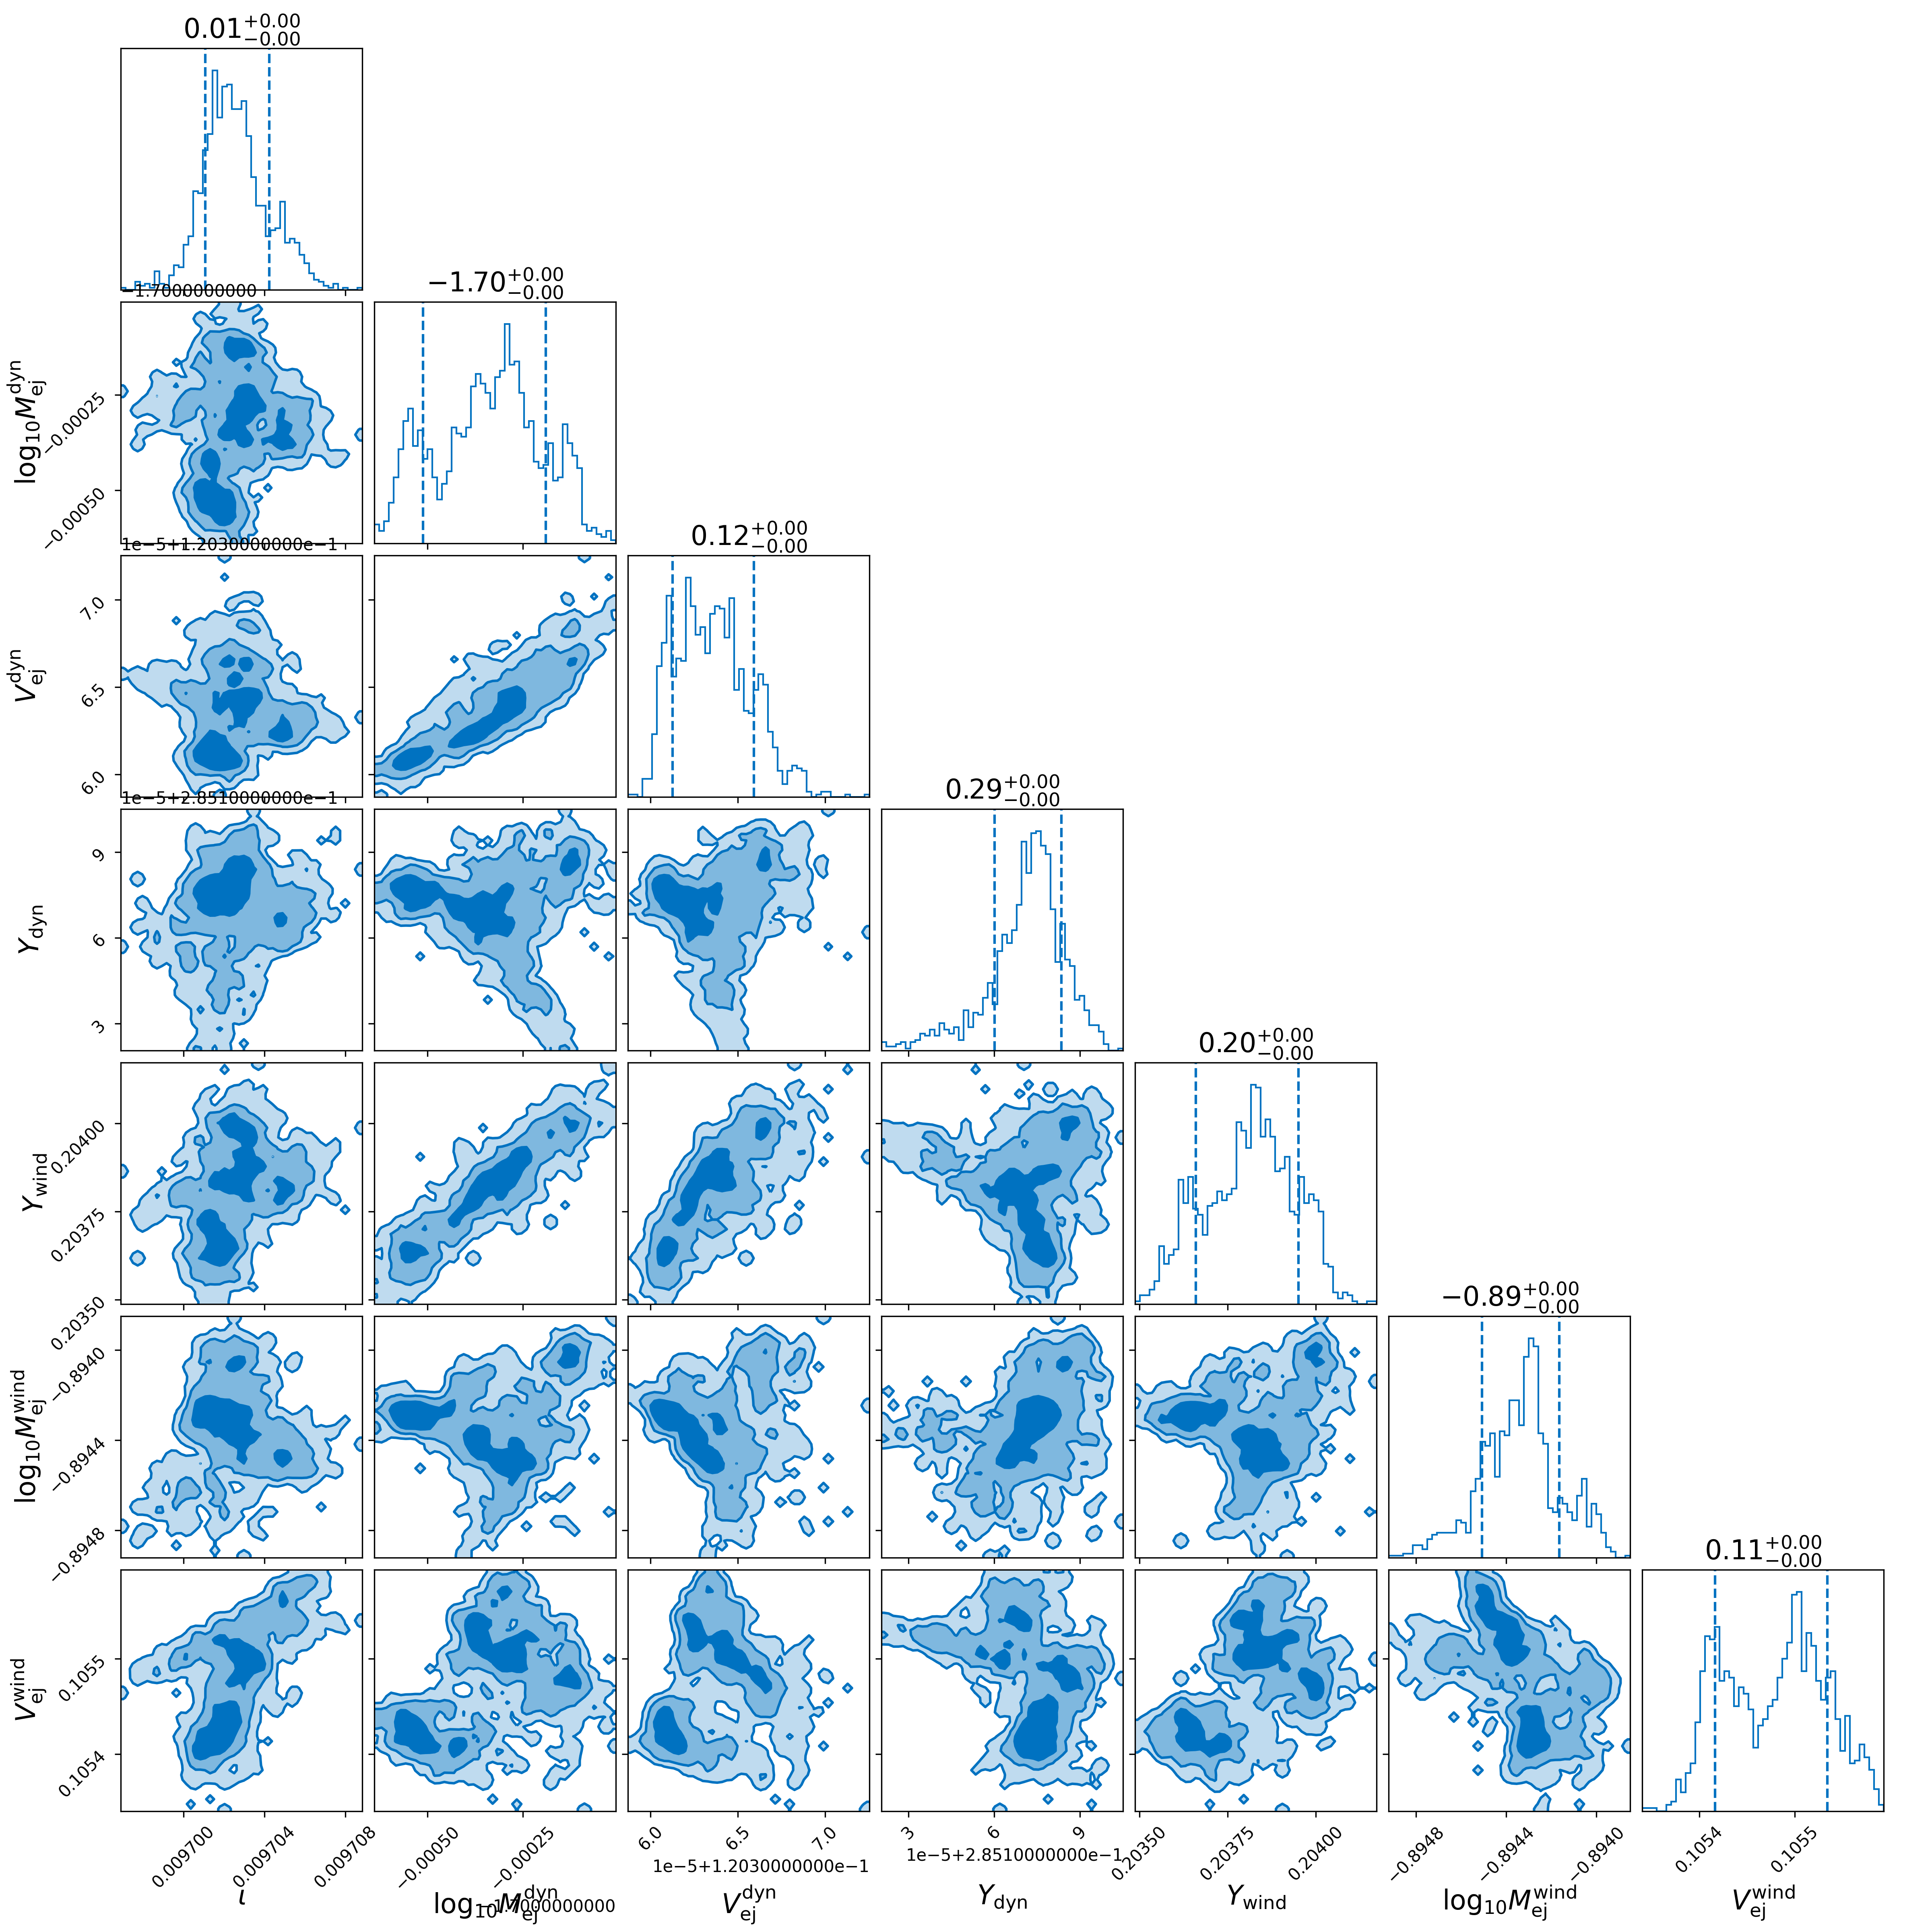 0.01+0.00−0.00
−1.7000000000
−1.70+0.00−0.00
log10Mejdyn
−0.00025
−0.00050
0.12+0.00−0.00
1e−5+1.2030000000e−1
Vejdyn
7.0
6.5
6.0
0.29+0.00−0.00
1e−5+2.8510000000e−1
Ydyn
9
6
3
0.20+0.00−0.00
Ywind
0.20400
0.20375
0.20350
−0.89+0.00−0.00
log10Mejwind
−0.8940
−0.8944
−0.8948
0.11+0.00−0.00
Vejwind
0.1055
0.1054
0.009700 0.009704 0.009708 −0.00050 −0.00025 6.0 6.5 7.0 3 6 9 0.20350 0.20375 0.20400 −0.8948 −0.8944 −0.8940 0.1054 0.1055
1e−5+1.2030000000e−1 1e−5+2.8510000000e−1
ι log10Mejdyn Vejdyn Ydyn Ywind log10Mejwind Vejwind
−1.7000000000